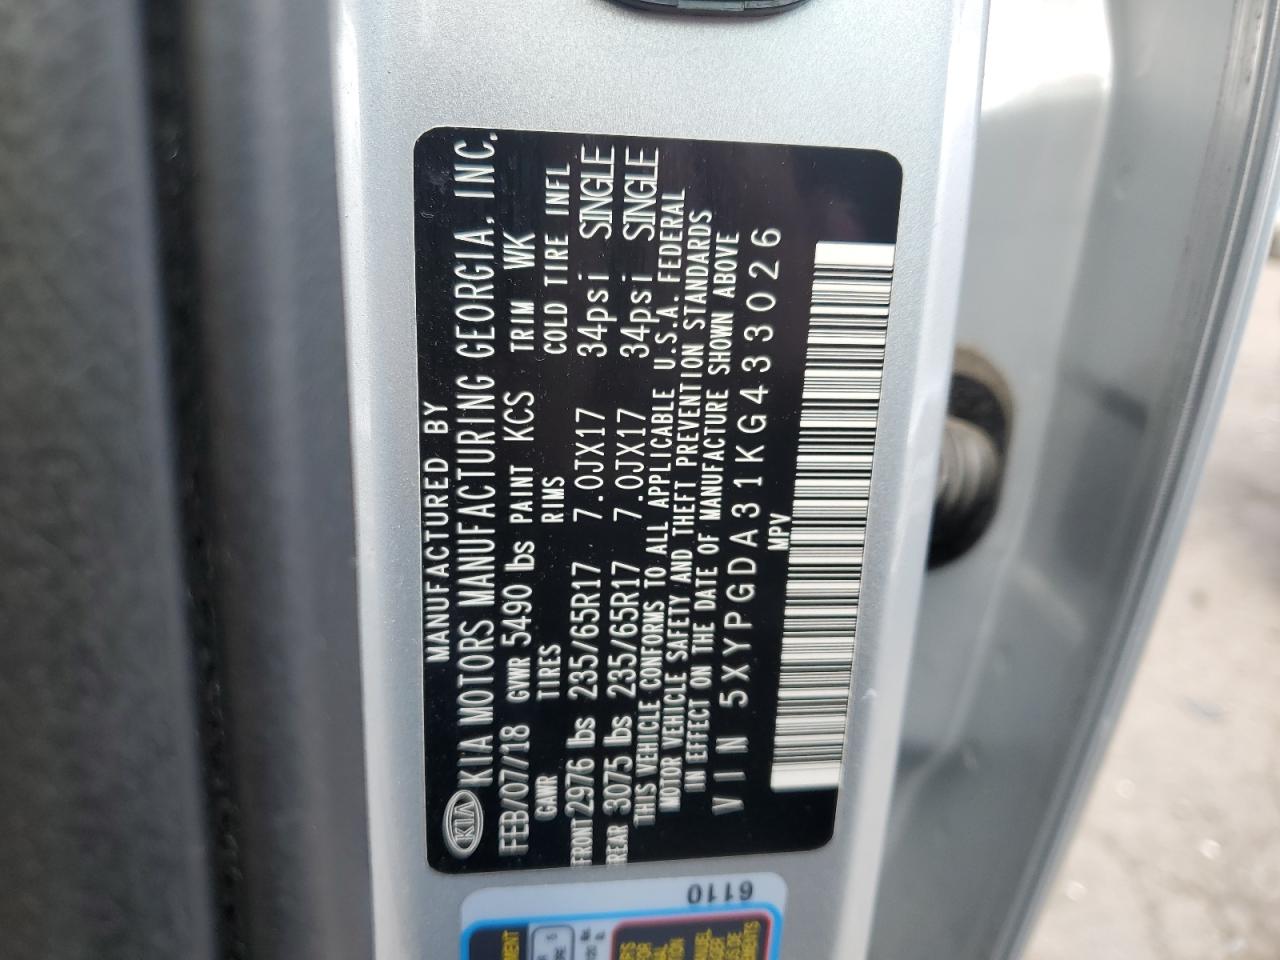 MANUFACTURED BY
KIA KIA MOTORS MANUFACTURING GEORGIA, INC.
FEB/07/18 GVWR 5490 lbs PAINT KCS TRIM WK
GAWR TIRES RIMS COLD TIRE INFL
FRONT 2976 lbs 235/65R17 7.0JX17 34psi SINGLE
REAR 3075 lbs 235/65R17 7.0JX17 34psi SINGLE
THIS VEHICLE CONFORMS TO ALL APPLICABLE U.S.A. FEDERAL
MOTOR VEHICLE SAFETY AND THEFT PREVENTION STANDARDS
IN EFFECT ON THE DATE OF MANUFACTURE SHOWN ABOVE
VIN 5XYPGDA31KG433026
MPV
6110